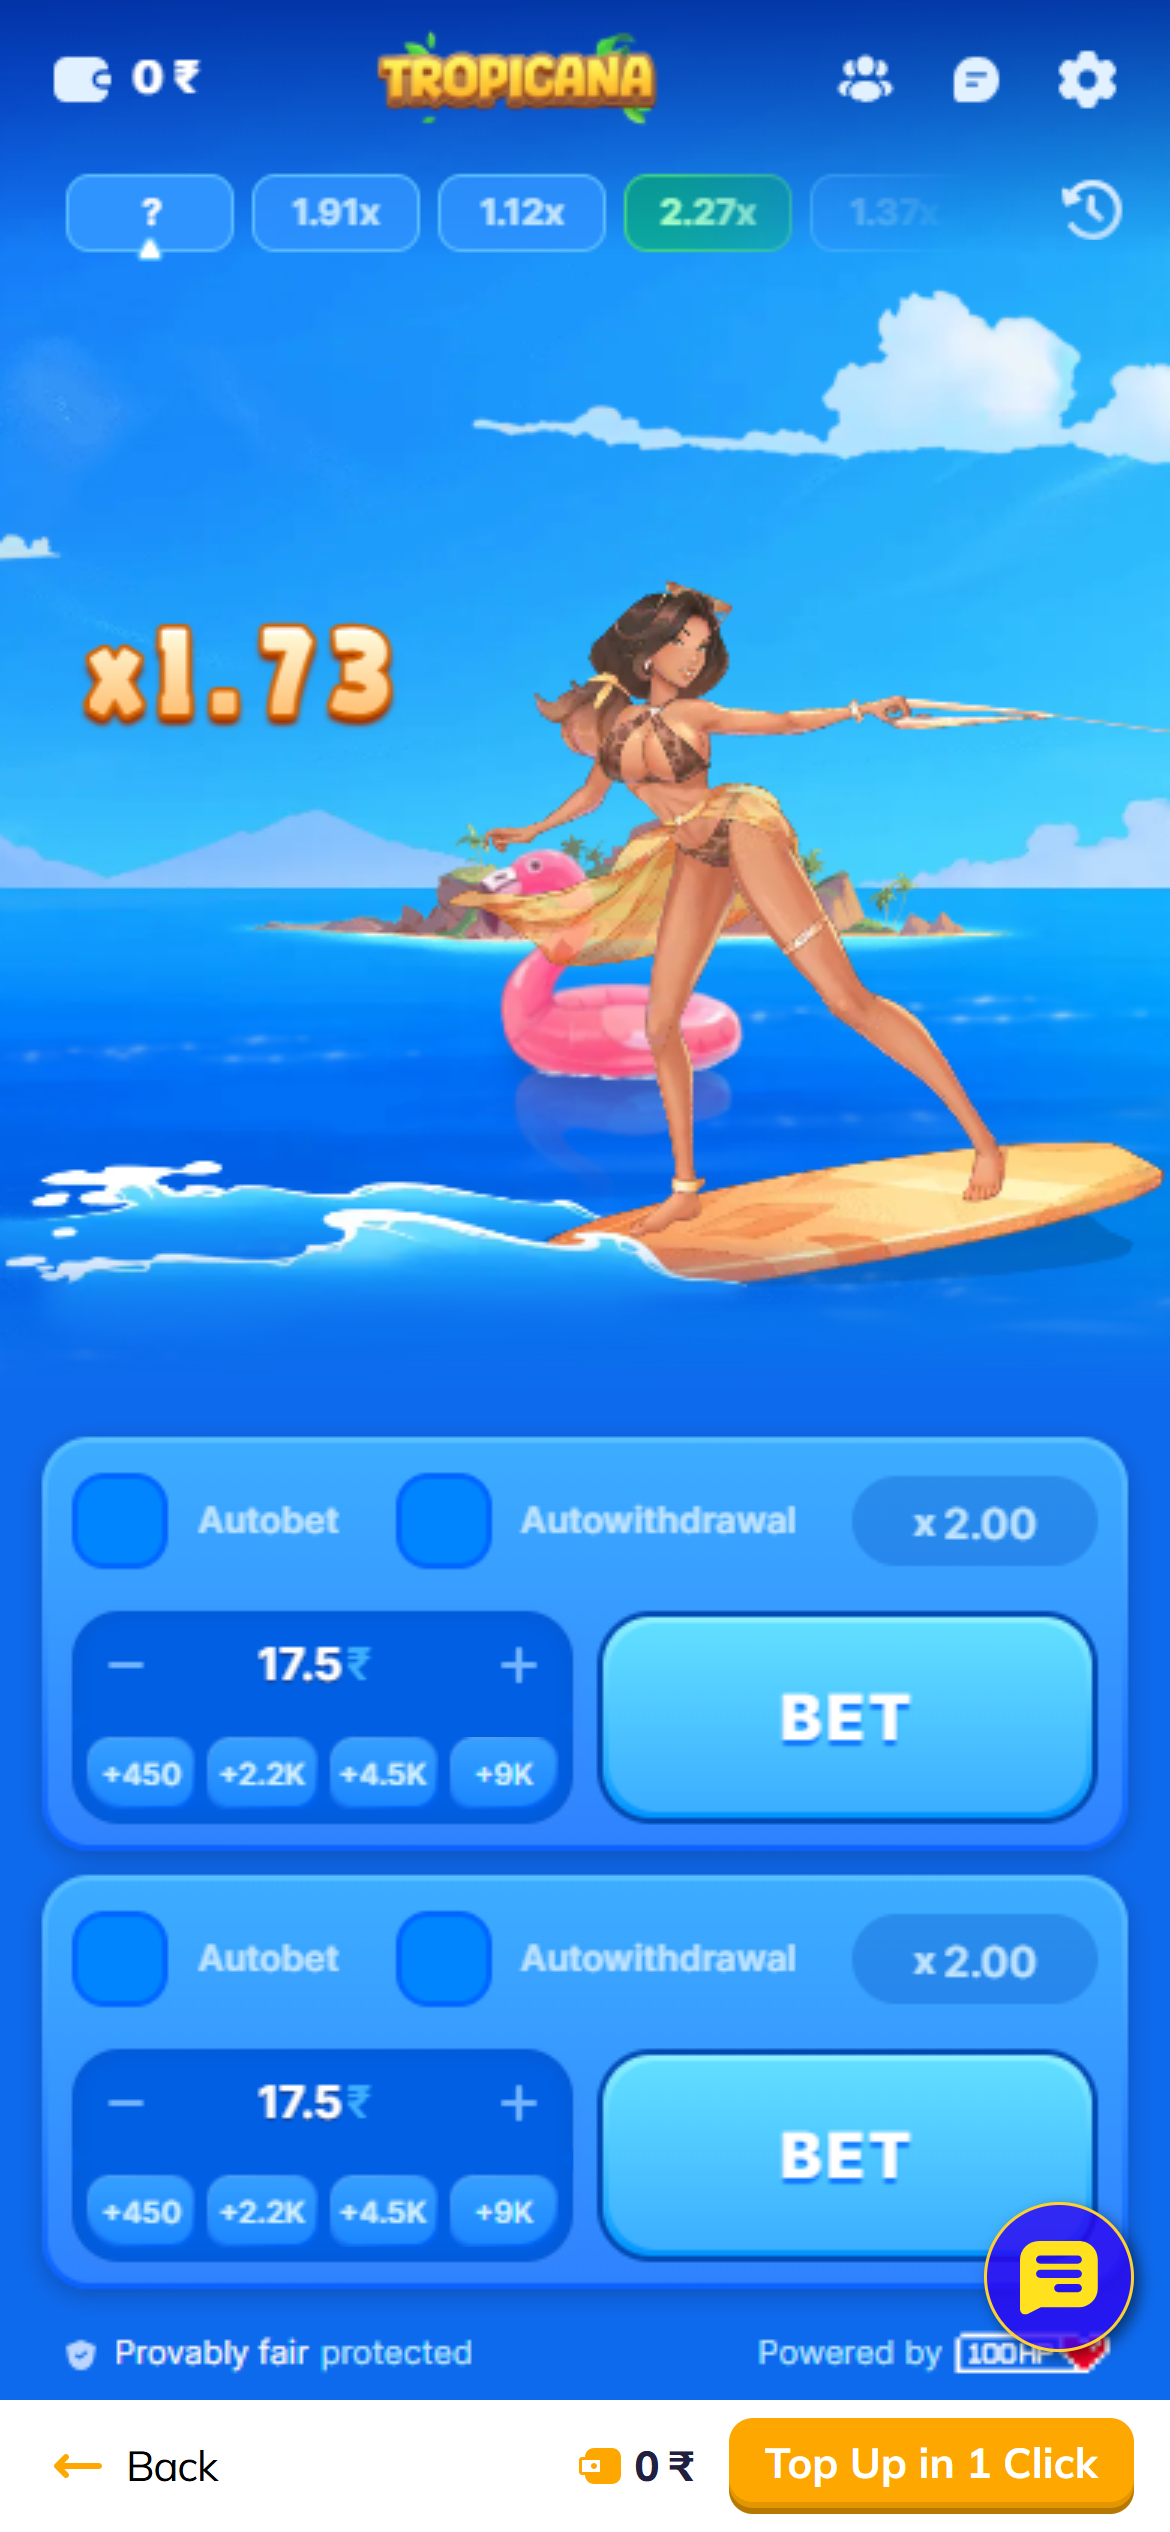 0 ₹
TROPICANA
? 1.91x 1.12x 2.27x 1.37x
x1.73
Autobet Autowithdrawal x 2.00
17.5₹
BET
+450 +2.2K +4.5K +9K
Autobet Autowithdrawal x 2.00
17.5₹
BET
+450 +2.2K +4.5K +9K
Provably fair protected Powered by 100HP
Back 0 ₹ Top Up in 1 Click